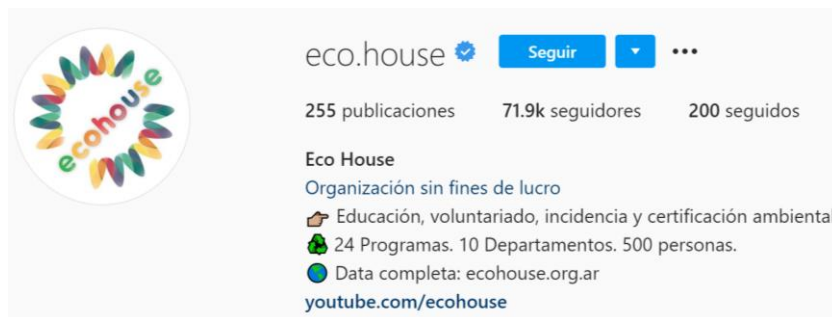 ecohouse
eco.house Seguir
255 publicaciones 71.9k seguidores 200 seguidos
Eco House
Organización sin fines de lucro
Educación, voluntariado, incidencia y certificación ambiental
24 Programas. 10 Departamentos. 500 personas.
Data completa: ecohouse.org.ar
youtube.com/ecohouse